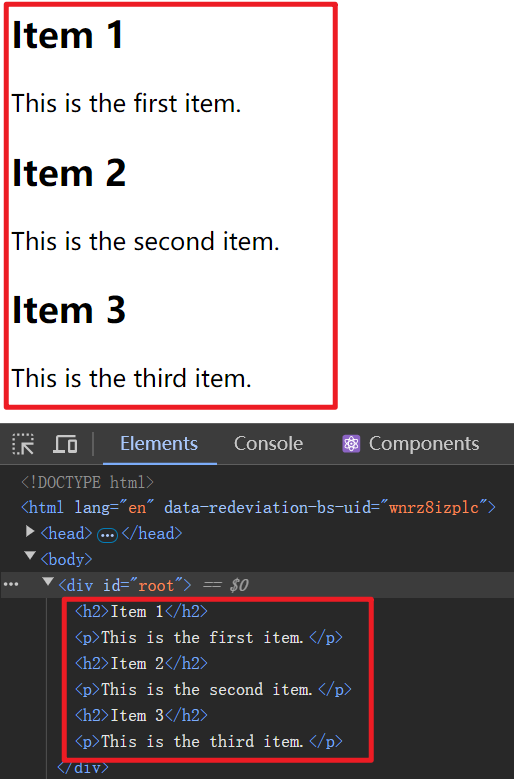 Item 1
This is the first item.
Item 2
This is the second item.
Item 3
This is the third item.
Elements Console Components
<!DOCTYPE html>
<html lang="en" data-redeviation-bs-uid="wnrz8izplc">
<head> ... </head>
<body>
... <div id="root"> == $0
<h2>Item 1</h2>
<p>This is the first item.</p>
<h2>Item 2</h2>
<p>This is the second item.</p>
<h2>Item 3</h2>
<p>This is the third item.</p>
</div>